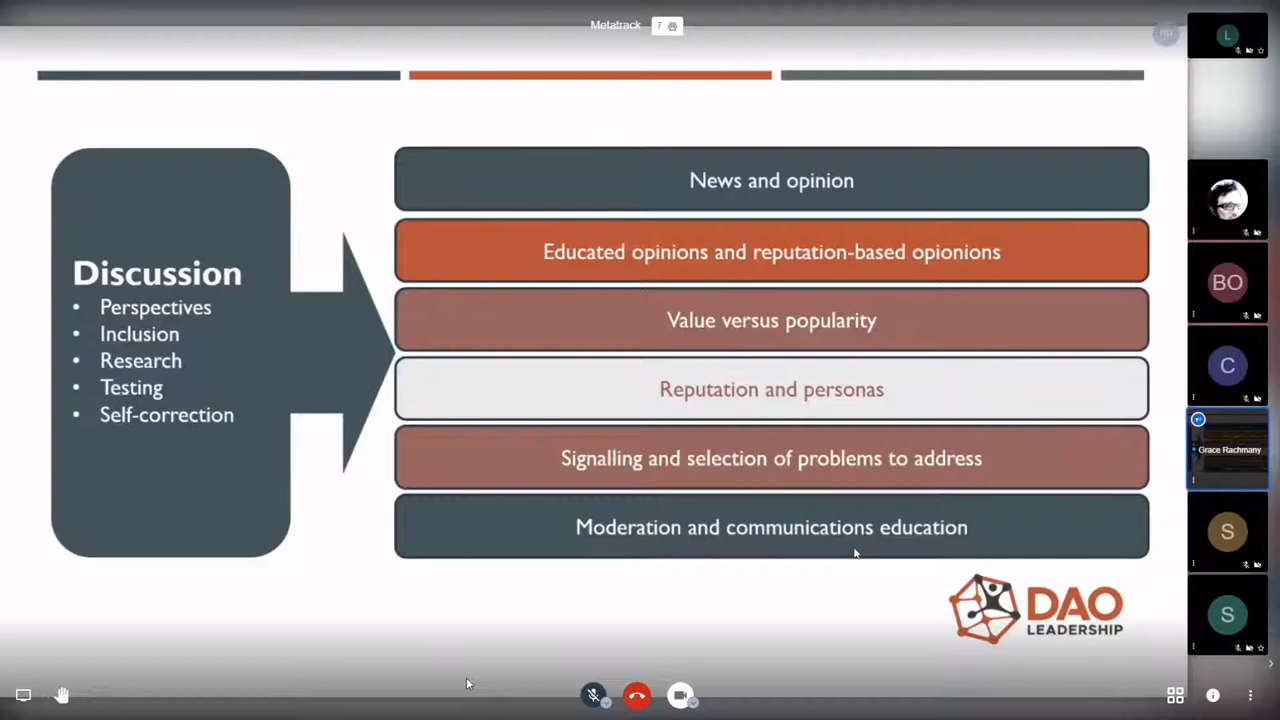 Metatrack 7
L
News and opinion
Educated opinions and reputation-based opionions
Value versus popularity
Reputation and personas
Signalling and selection of problems to address
Moderation and communications education
Discussion
• Perspectives
• Inclusion
• Research
• Testing
• Self-correction
DAO
LEADERSHIP
BO
C
Grace Rachmany
S
S